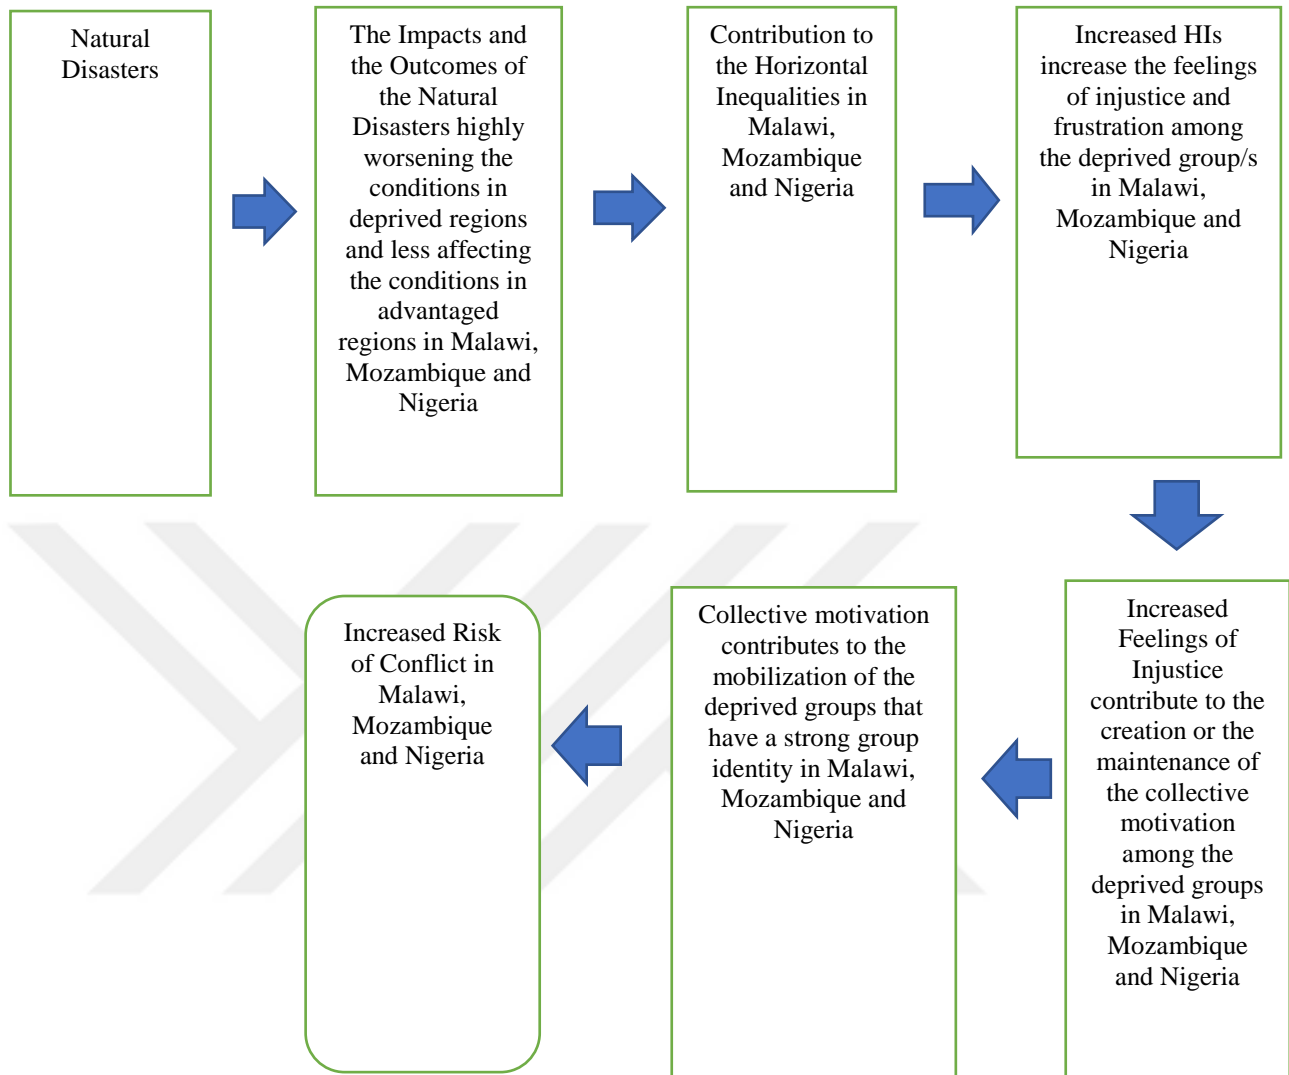 Natural
Disasters
The Impacts and
the Outcomes of
the Natural
Disasters highly
worsening the
conditions in
deprived regions
and less affecting
the conditions in
advantaged
regions in Malawi,
Mozambique and
Nigeria
Contribution to
the Horizontal
Inequalities in
Malawi,
Mozambique
and Nigeria
Increased HIs
increase the feelings
of injustice and
frustration among
the deprived group/s
in Malawi,
Mozambique and
Nigeria
Increased
Feelings of
Injustice
contribute to the
creation or the
maintenance of
the collective
motivation
among the
deprived groups
in Malawi,
Mozambique
and Nigeria
Collective motivation
contributes to the
mobilization of the
deprived groups that
have a strong group
identity in Malawi,
Mozambique and
Nigeria
Increased Risk
of Conflict in
Malawi,
Mozambique
and Nigeria